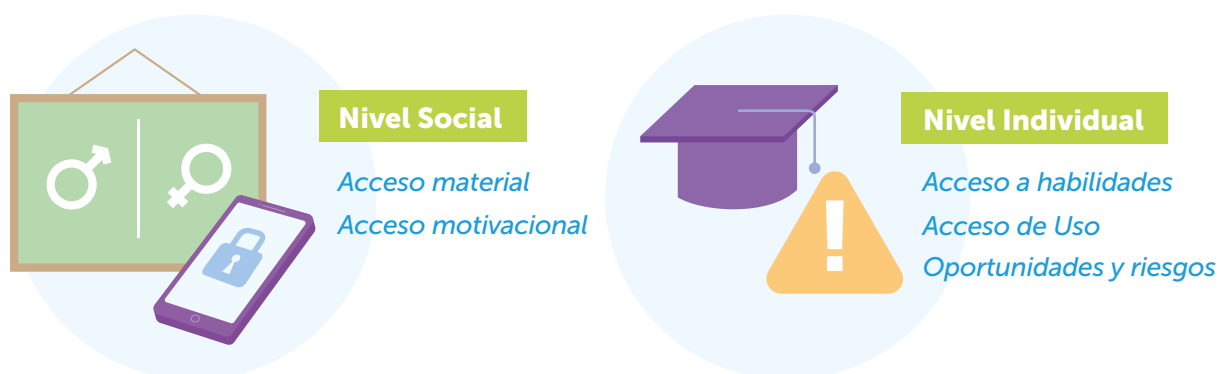 Nivel Social
Acceso material
Acceso motivacional
Nivel Individual
Acceso a habilidades
Acceso de Uso
Oportunidades y riesgos